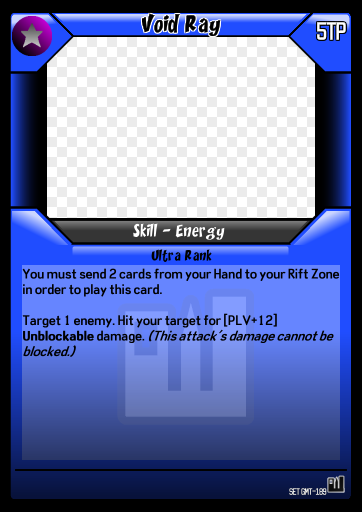 Void Ray
5TP
Skill - Energy
Ultra Rank
You must send 2 cards from your Hand to your Rift Zone
in order to play this card.
Target 1 enemy. Hit your target for [PLV+12]
Unblockable damage. (This attack's damage cannot be
blocked.)
SET GMT-189